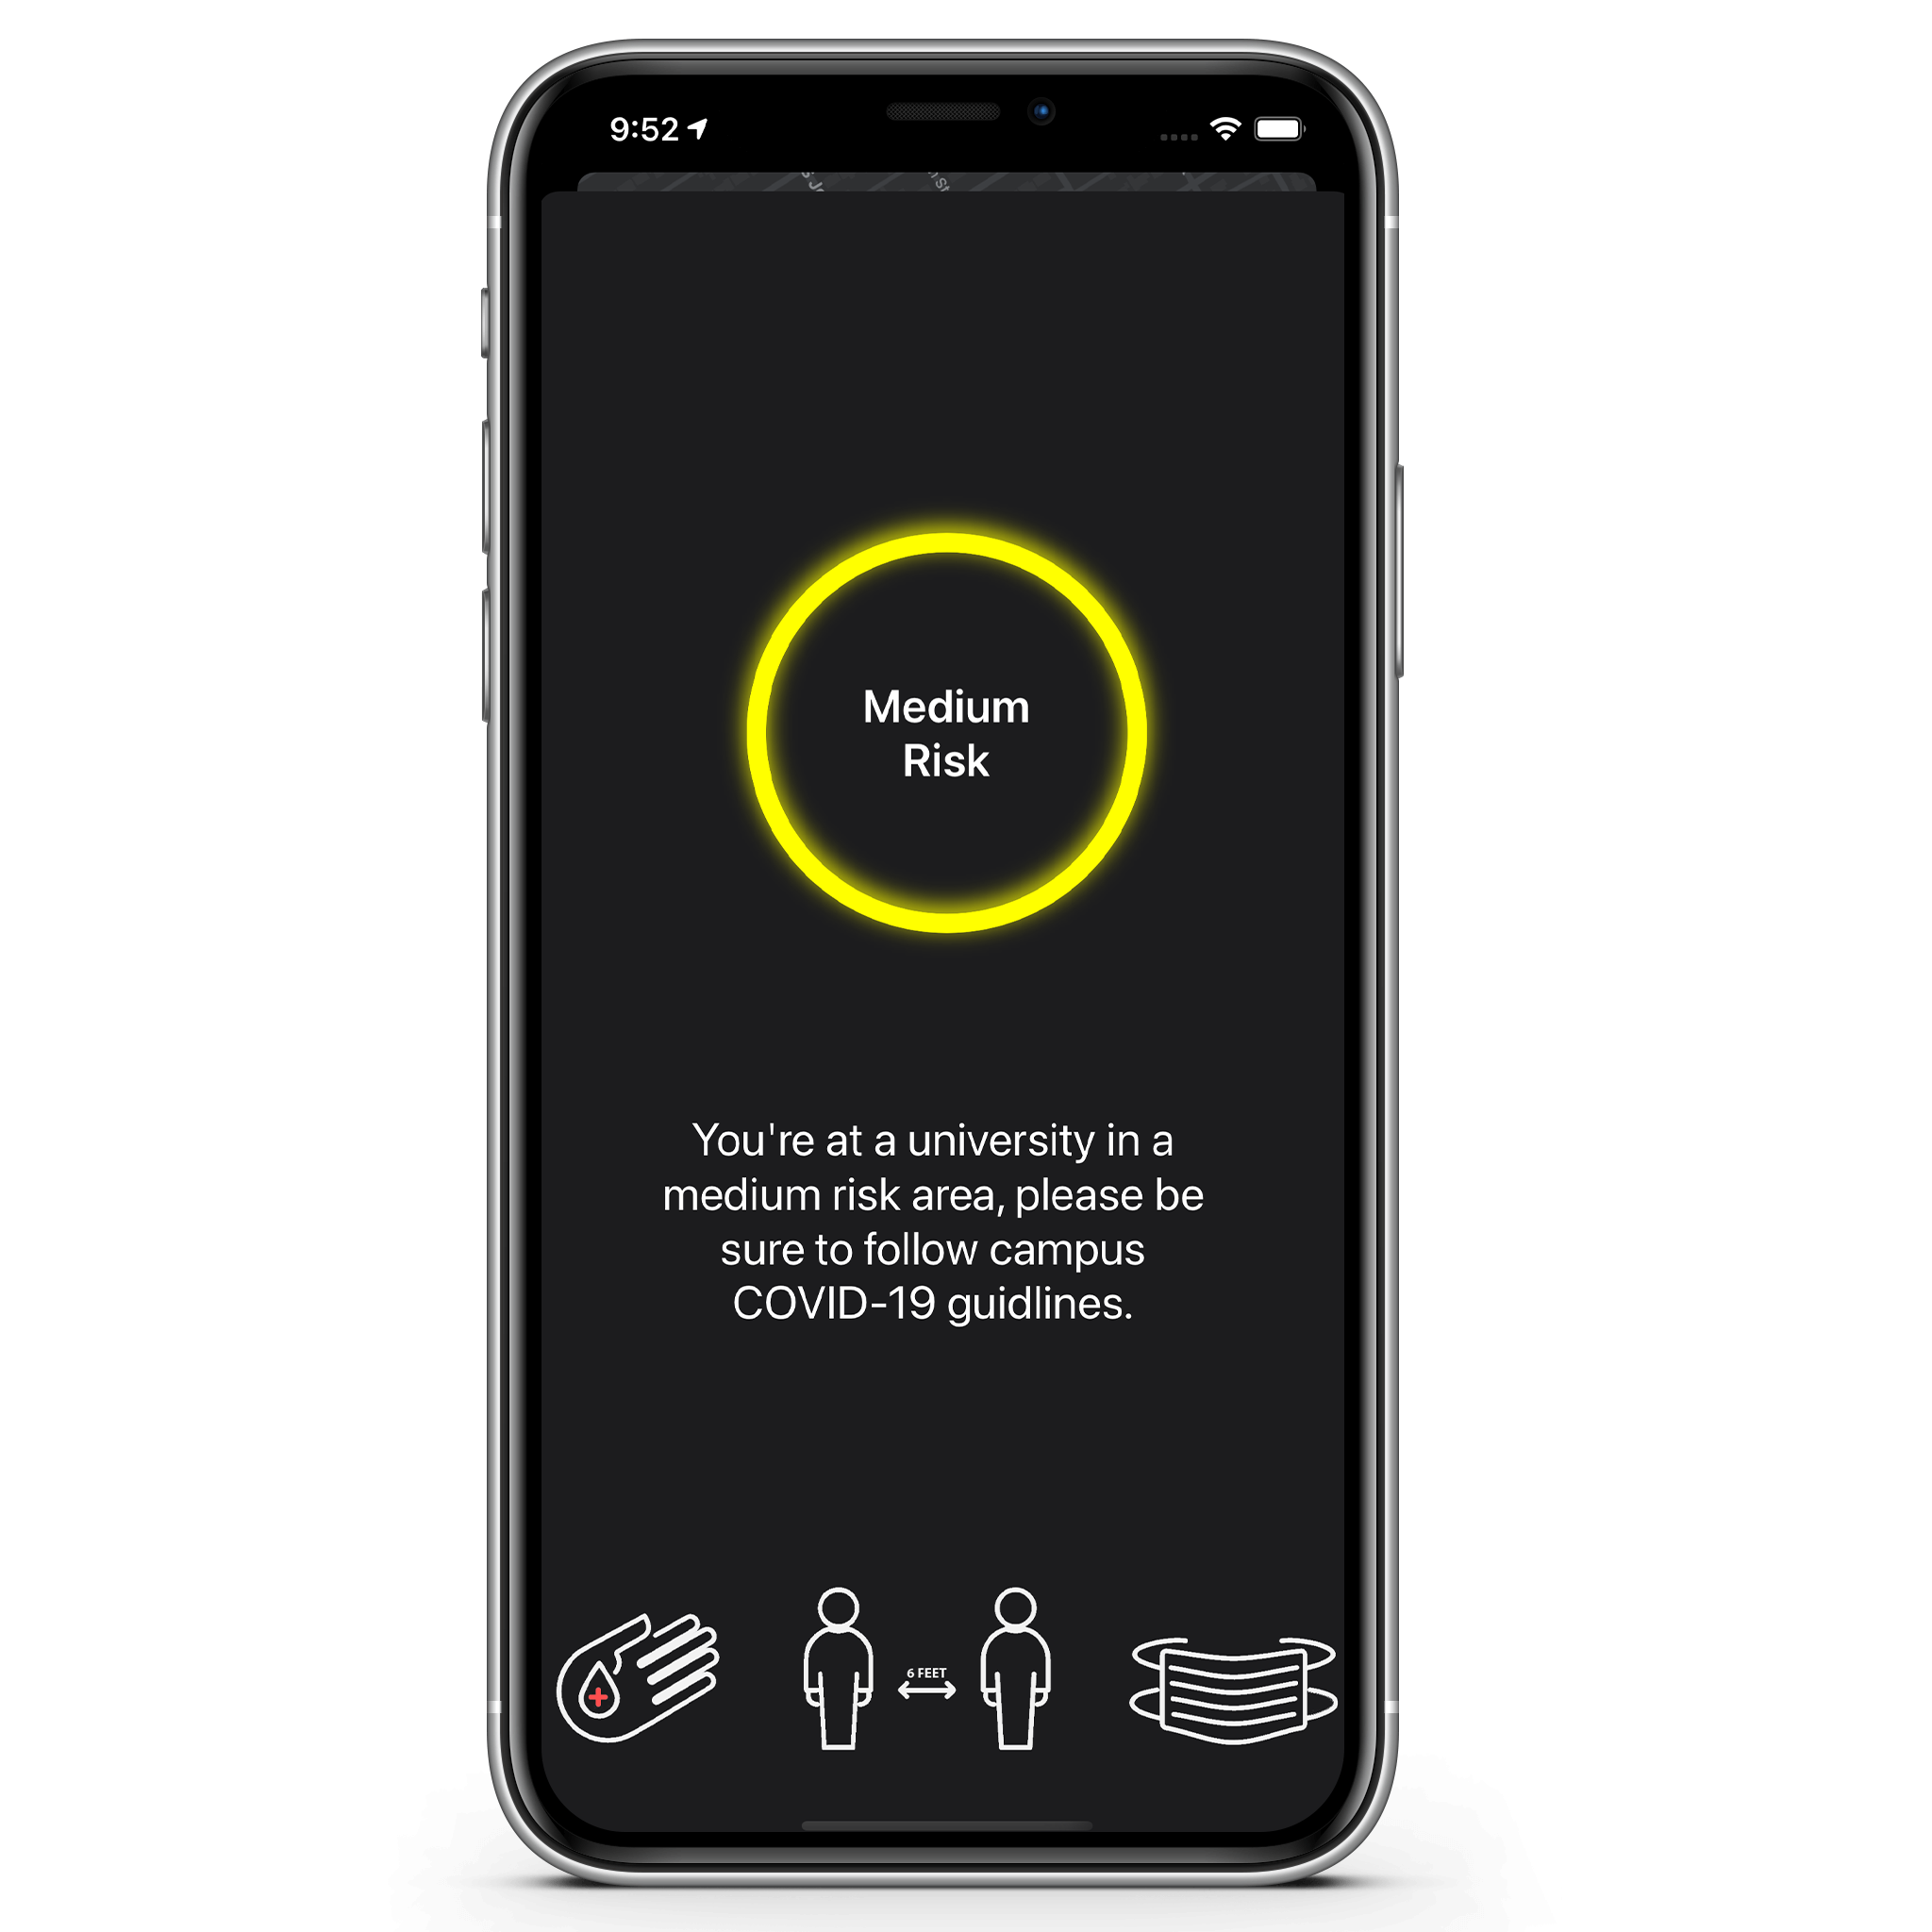 9:52
Medium
Risk
You're at a university in a
medium risk area, please be
sure to follow campus
COVID-19 guidlines.
6 FEET